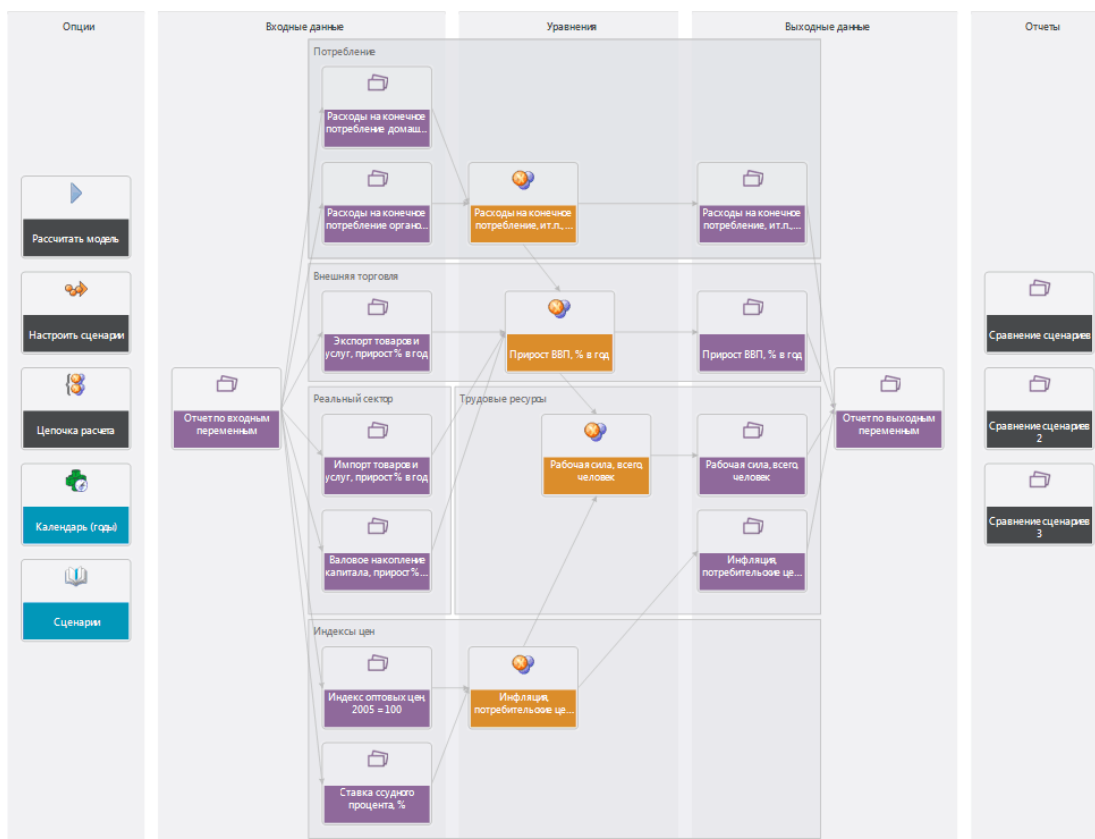 Опции
Входные данные
Уравнения
Выходные данные
Отчеты
Рассчитать модель
Настроить сценарии
Цепочка расчета
Календарь (годы)
Сценарии
Отчет по входным
переменным
Потребление
Расходы на конечное
потребление домаш...
Расходы на конечное
потребление органо...
Расходы на конечное
потребление, и т.п., ...
Расходы на конечное
потребление, и т.п., ...
Внешняя торговля
Экспорт товаров и
услуг, прирост % в год
Прирост ВВП, % в год
Прирост ВВП, % в год
Реальный сектор
Импорт товаров и
услуг, прирост % в год
Валовое накопление
капитала, прирост % ...
Трудовые ресурсы
Рабочая сила, всего,
человек
Рабочая сила, всего,
человек
Инфляция,
потребительские це...
Индексы цен
Индекс оптовых цен,
2005 = 100
Инфляция,
потребительские це...
Ставка ссудного
процента, %
Отчет по выходным
переменным
Сравнение сценариев
Сравнение сценариев
2
Сравнение сценариев
3